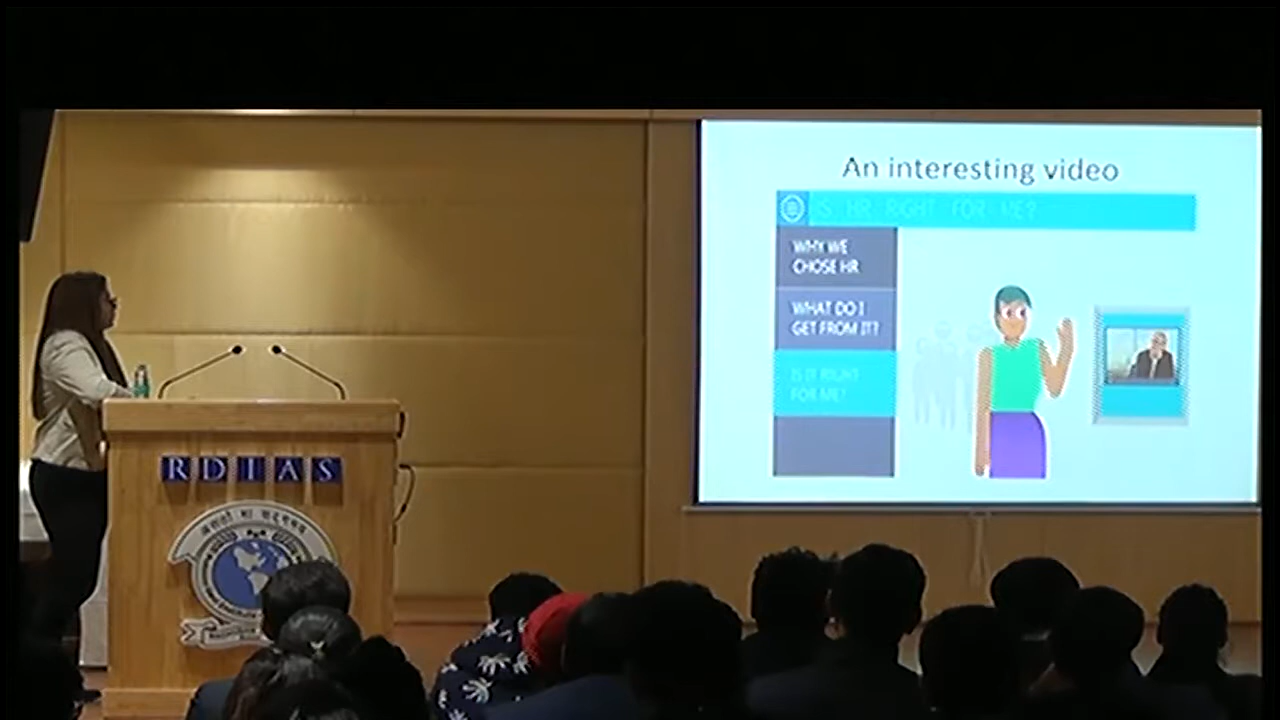 An interesting video
IS HR RIGHT FOR ME?
WHY WE
CHOSE HR
WHAT DO I
GET FROM IT?
IS IT RIGHT
FOR ME?
RDIAS